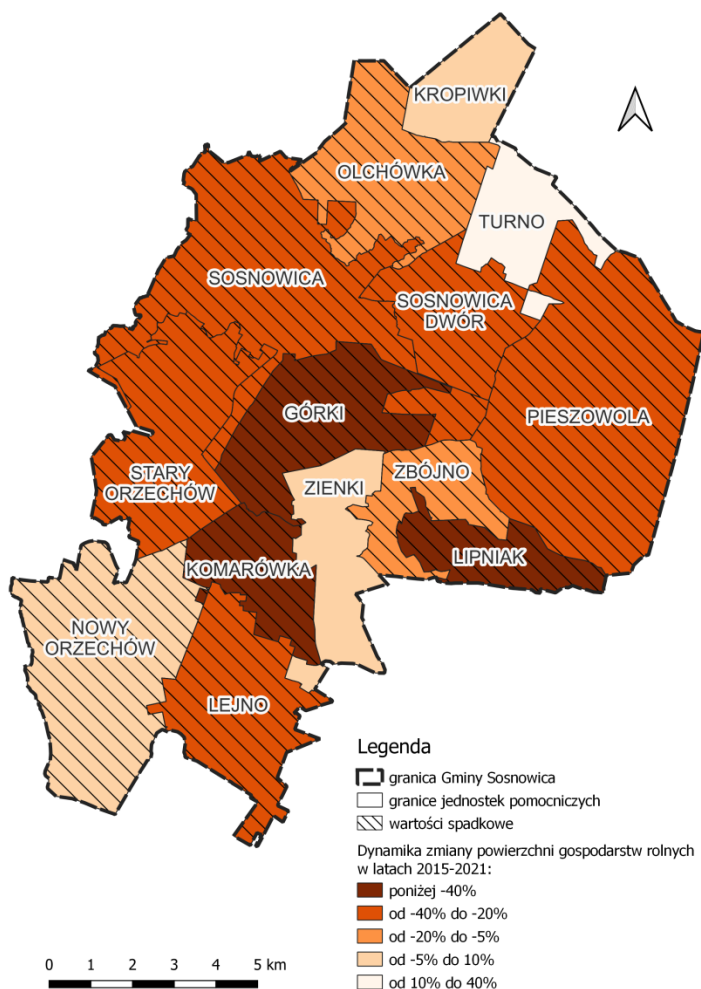 KROPIWKI
OLCHÓWKA
TURNO
SOSNOWICA
SOSNOWICA
DWÓR
GÓRKI
PIESZOWOLA
STARY
ORZECHÓW
ZIENKI
ZBÓJNO
KOMARÓWKA
LIPNIAK
NOWY
ORZECHÓW
LEJNO
Legenda
granica Gminy Sosnowica
granice jednostek pomocniczych
wartości spadkowe
Dynamika zmiany powierzchni gospodarstw rolnych
w latach 2015-2021:
poniżej -40%
od -40% do -20%
od -20% do -5%
od -5% do 10%
od 10% do 40%
0 1 2 3 4 5 km